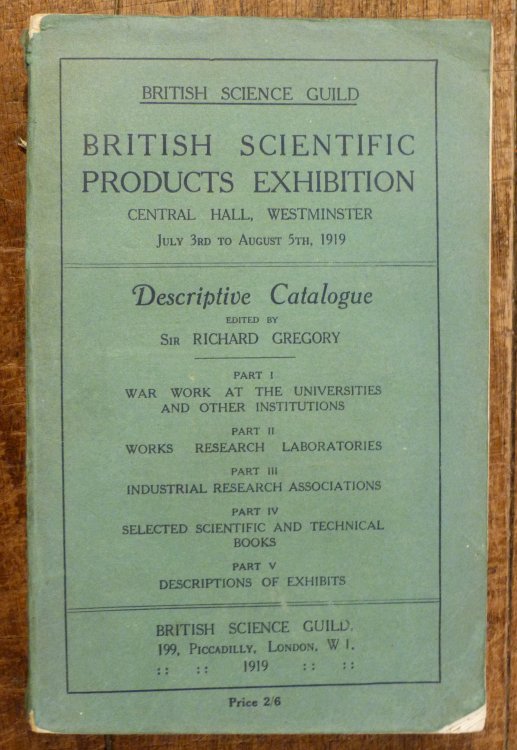 BRITISH SCIENCE GUILD
BRITISH SCIENTIFIC
PRODUCTS EXHIBITION
CENTRAL HALL, WESTMINSTER
JULY 3RD TO AUGUST 5TH, 1919
Descriptive Catalogue
EDITED BY
SIR RICHARD GREGORY
PART I
WAR WORK AT THE UNIVERSITIES
AND OTHER INSTITUTIONS
PART II
WORKS RESEARCH LABORATORIES
PART III
INDUSTRIAL RESEARCH ASSOCIATIONS
PART IV
SELECTED SCIENTIFIC AND TECHNICAL
BOOKS
PART V
DESCRIPTIONS OF EXHIBITS
BRITISH SCIENCE GUILD.
199, PICCADILLY, LONDON, W 1.
:: :: 1919 :: ::
Price 2/6